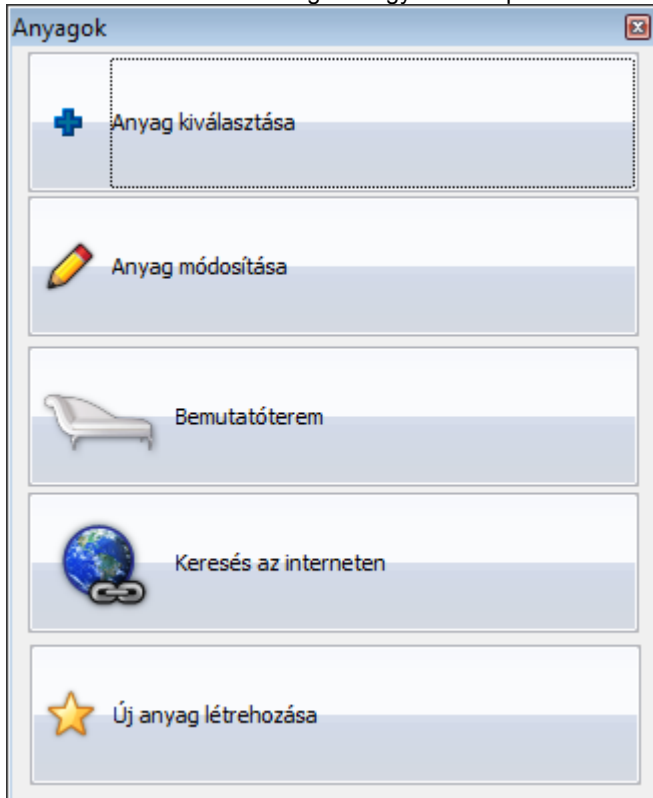 Anyagok
Anyag kiválasztása
Anyag módosítása
Bemutatóterem
Keresés az interneten
Új anyag létrehozása